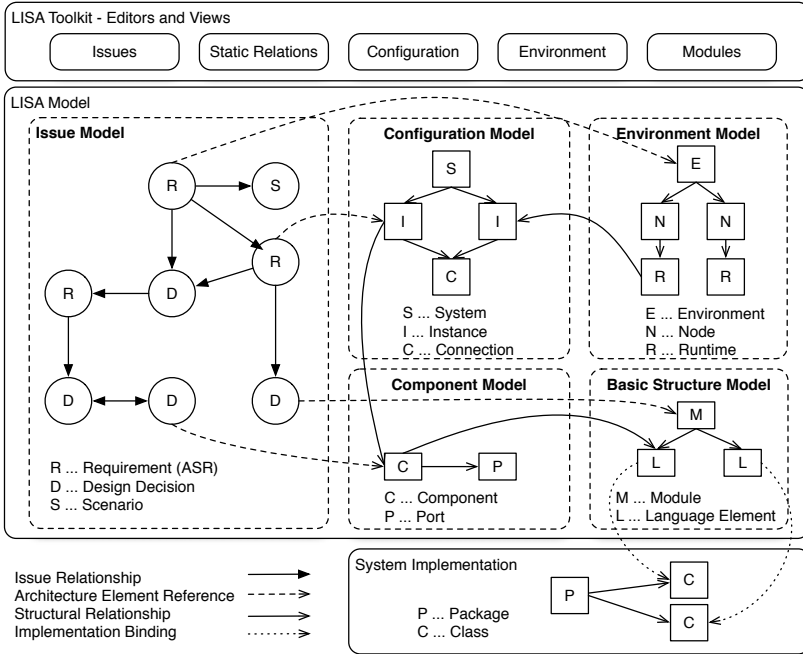 LISA Toolkit - Editors and Views
Issues
Static Relations
Configuration
Environment
Modules
LISA Model
Issue Model
R
S
R
R
D
D
D
D
R ... Requirement (ASR)
D ... Design Decision
S ... Scenario
Configuration Model
S
I
I
C
S ... System
I ... Instance
C ... Connection
Environment Model
E
N
N
R
R
E ... Environment
N ... Node
R ... Runtime
Component Model
C
P
C ... Component
P ... Port
Basic Structure Model
M
L
L
M ... Module
L ... Language Element
Issue Relationship
Architecture Element Reference
Structural Relationship
Implementation Binding
System Implementation
P
C
C
P ... Package
C ... Class